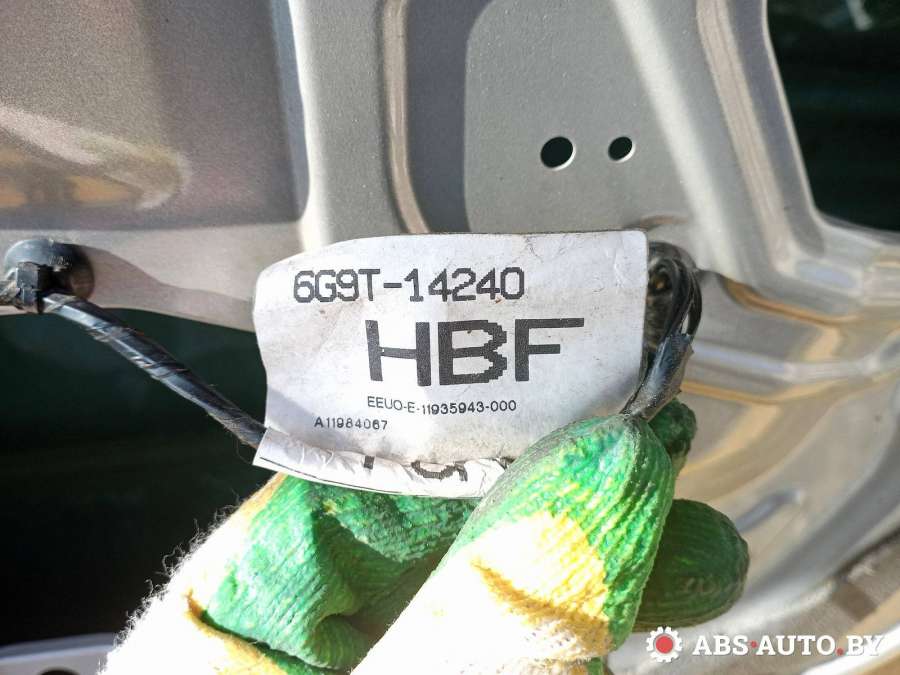 6G9T-14240
HBF
EEUO-E-11935943-000
A11984067
ABS-AUTO.BY